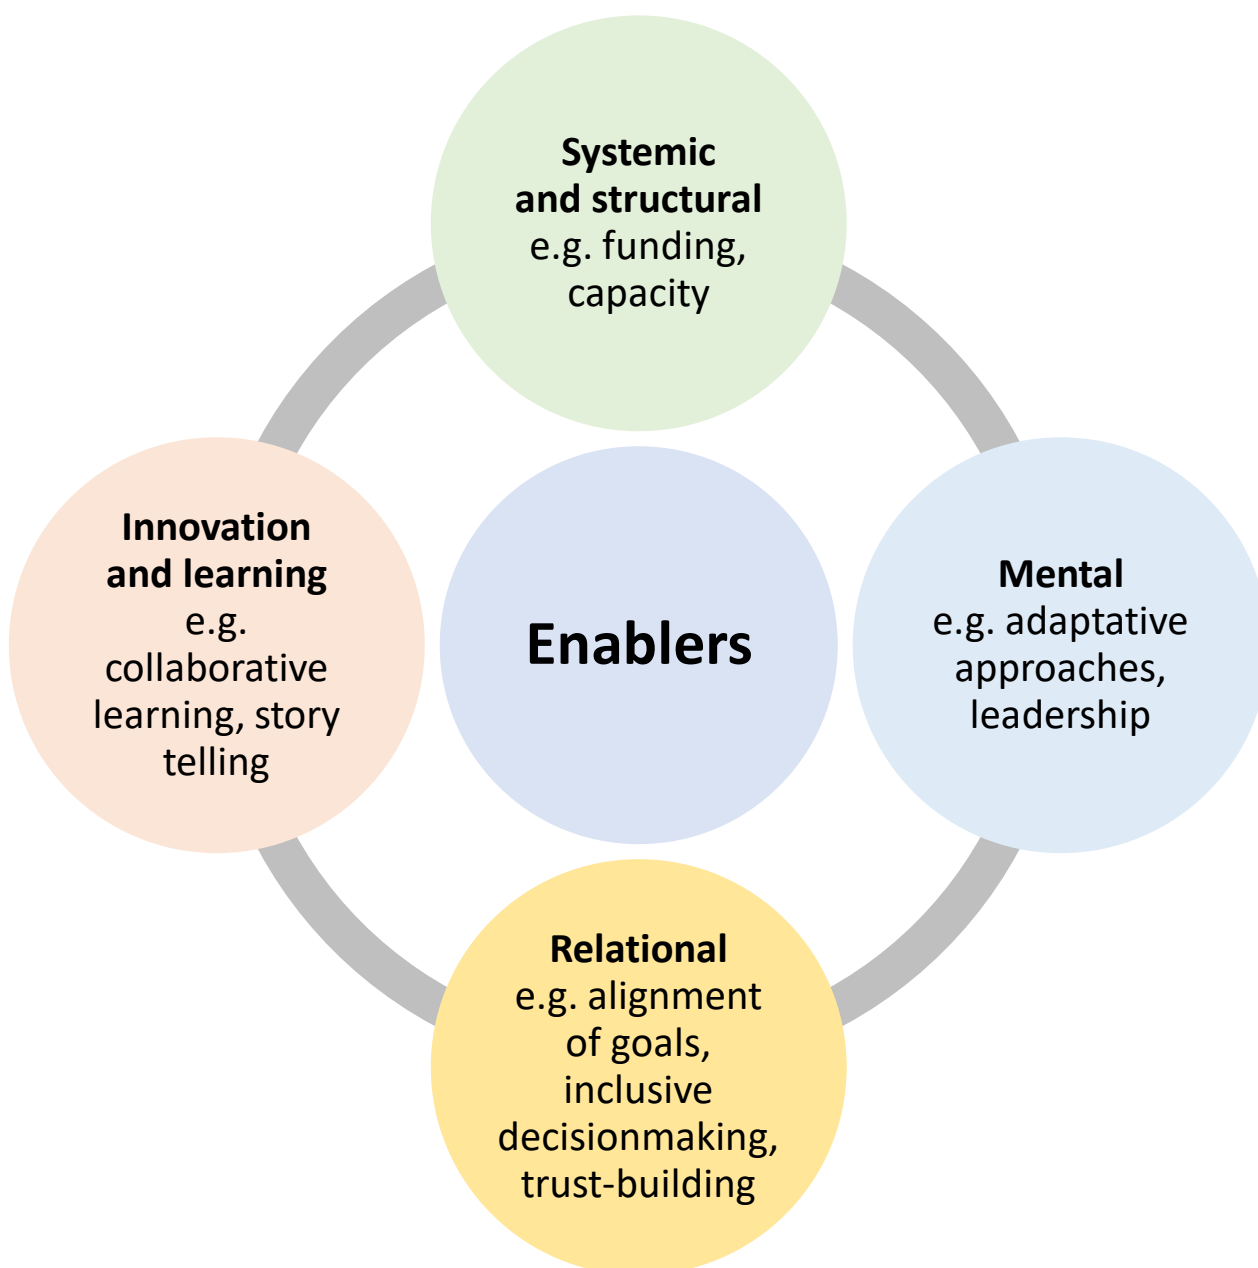 Systemic
and structural
e.g. funding,
capacity
Innovation
and learning
e.g.
collaborative
learning, story
telling
Enablers
Mental
e.g. adaptative
approaches,
leadership
Relational
e.g. alignment
of goals,
inclusive
decisionmaking,
trust-building